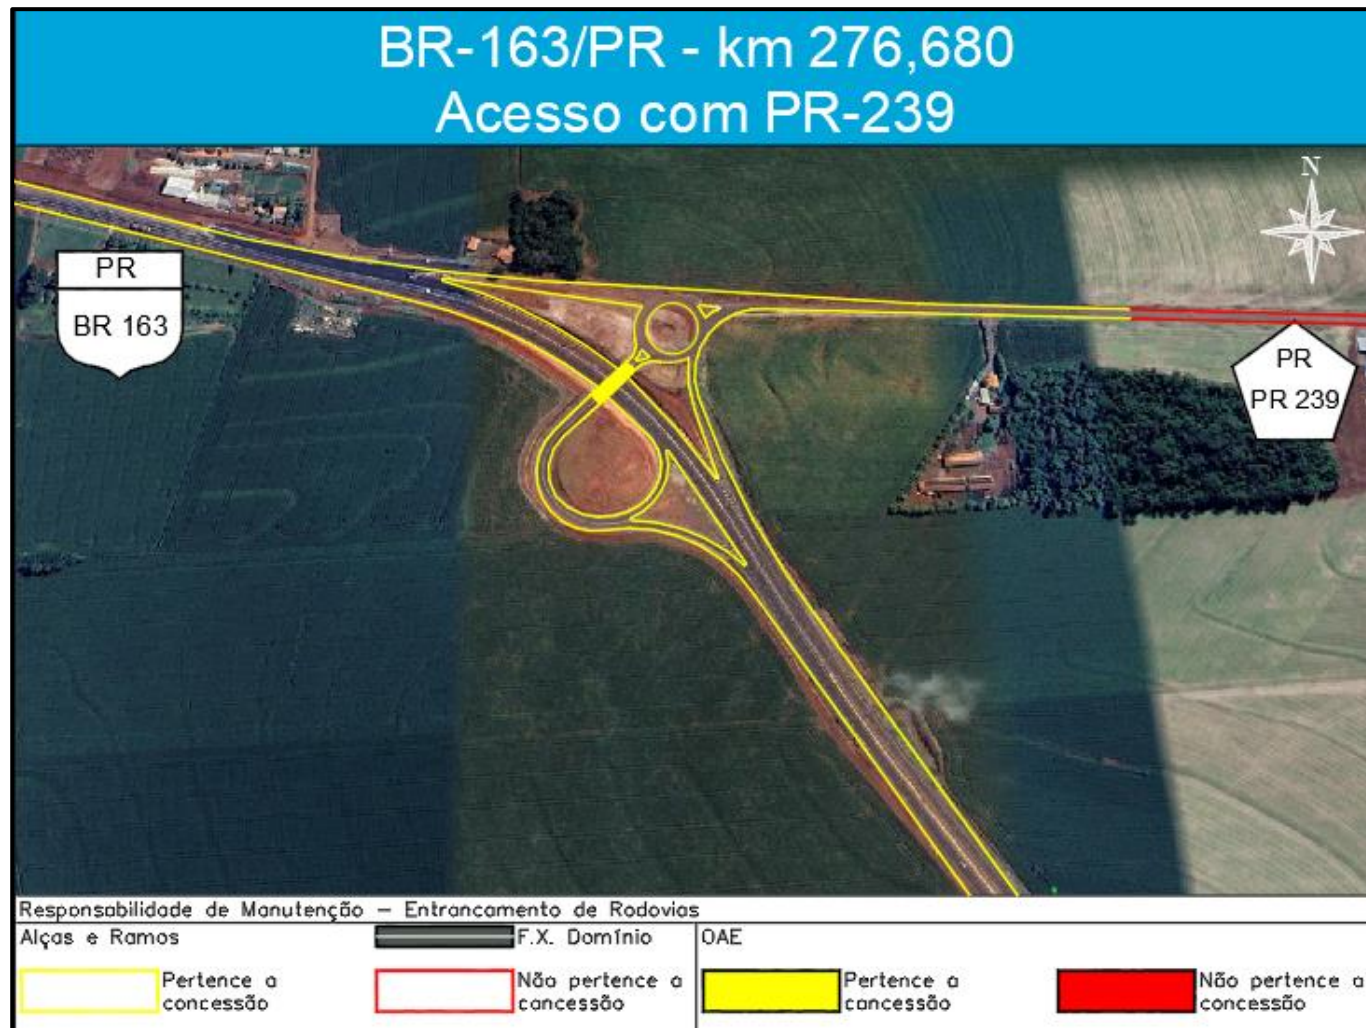 BR-163/PR - km 276,680
Acesso com PR-239
N
PR
BR 163
PR
PR 239
Responsabilidade de Manutenção – Entrancamento de Rodovias
Alças e Ramos
F.X. Domínio
OAE
Pertence a
concessão
Não pertence a
concessão
Pertence a
concessão
Não pertence a
concessão